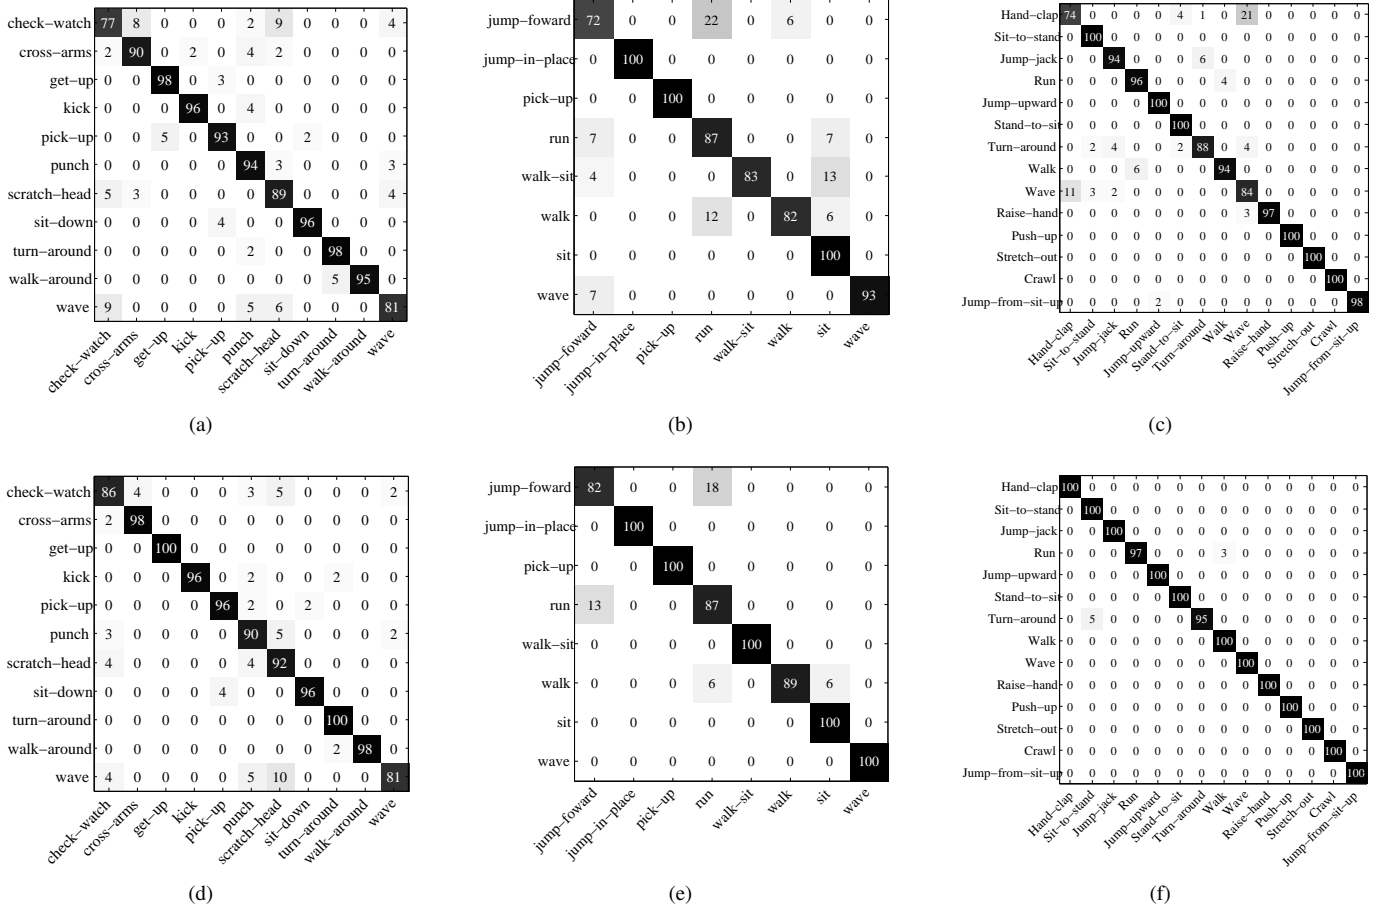 check−watch 77 8 0 0 0 2 9 0 0 0 4
cross−arms 2 90 0 2 0 4 2 0 0 0 0
get−up 0 0 98 0 3 0 0 0 0 0 0
kick 0 0 0 96 0 4 0 0 0 0 0
pick−up 0 0 5 0 93 0 0 2 0 0 0
punch 0 0 0 0 0 94 3 0 0 0 3
scratch−head 5 3 0 0 0 0 89 0 0 0 4
sit−down 0 0 0 0 4 0 0 96 0 0 0
turn−around 0 0 0 0 0 2 0 0 98 0 0
walk−around 0 0 0 0 0 0 0 0 5 95 0
wave 9 0 0 0 0 5 6 0 0 0 81
check−watch cross−arms get−up kick pick−up punch scratch−head sit−down turn−around walk−around wave
(a)
jump−foward 72 0 0 22 0 6 0 0
jump−in−place 0 100 0 0 0 0 0 0
pick−up 0 0 100 0 0 0 0 0
run 7 0 0 87 0 0 7 0
walk−sit 4 0 0 0 83 0 13 0
walk 0 0 0 12 0 82 6 0
sit 0 0 0 0 0 0 100 0
wave 7 0 0 0 0 0 0 93
jump−foward jump−in−place pick−up run walk−sit walk sit wave
(b)
Hand−clap 74 0 0 0 0 4 1 0 21 0 0 0 0 0
Sit−to−stand 0 100 0 0 0 0 0 0 0 0 0 0 0 0
Jump−jack 0 0 94 0 0 0 6 0 0 0 0 0 0 0
Run 0 0 0 96 0 0 0 4 0 0 0 0 0 0
Jump−upward 0 0 0 0 100 0 0 0 0 0 0 0 0 0
Stand−to−sit 0 0 0 0 0 100 0 0 0 0 0 0 0 0
Turn−around 0 2 4 0 0 2 88 0 4 0 0 0 0 0
Walk 0 0 0 6 0 0 0 94 0 0 0 0 0 0
Wave 11 3 2 0 0 0 0 0 84 0 0 0 0 0
Raise−hand 0 0 0 0 0 0 0 0 3 97 0 0 0 0
Push−up 0 0 0 0 0 0 0 0 0 0 100 0 0 0
Stretch−out 0 0 0 0 0 0 0 0 0 0 0 100 0 0
Crawl 0 0 0 0 0 0 0 0 0 0 0 0 100 0
Jump−from−sit−up 0 0 0 0 2 0 0 0 0 0 0 0 0 98
Hand−clap Sit−to−stand Jump−jack Run Jump−upward Stand−to−sit Turn−around Walk Wave Raise−hand Push−up Stretch−out Crawl Jump−from−sit−up
(c)
check−watch 86 4 0 0 0 3 5 0 0 0 2
cross−arms 2 98 0 0 0 0 0 0 0 0 0
get−up 0 0 100 0 0 0 0 0 0 0 0
kick 0 0 0 96 0 2 0 0 2 0 0
pick−up 0 0 0 0 96 2 0 2 0 0 0
punch 3 0 0 0 0 90 5 0 0 0 2
scratch−head 4 0 0 0 0 4 92 0 0 0 0
sit−down 0 0 0 0 4 0 0 96 0 0 0
turn−around 0 0 0 0 0 0 0 0 100 0 0
walk−around 0 0 0 0 0 0 0 0 2 98 0
wave 4 0 0 0 0 5 10 0 0 0 81
check−watch cross−arms get−up kick pick−up punch scratch−head sit−down turn−around walk−around wave
(d)
jump−foward 82 0 0 18 0 0 0 0
jump−in−place 0 100 0 0 0 0 0 0
pick−up 0 0 100 0 0 0 0 0
run 13 0 0 87 0 0 0 0
walk−sit 0 0 0 0 100 0 0 0
walk 0 0 0 6 0 89 6 0
sit 0 0 0 0 0 0 100 0
wave 0 0 0 0 0 0 0 100
jump−foward jump−in−place pick−up run walk−sit walk sit wave
(e)
Hand−clap 100 0 0 0 0 0 0 0 0 0 0 0 0 0
Sit−to−stand 0 100 0 0 0 0 0 0 0 0 0 0 0 0
Jump−jack 0 0 100 0 0 0 0 0 0 0 0 0 0 0
Run 0 0 0 97 0 0 0 3 0 0 0 0 0 0
Jump−upward 0 0 0 0 100 0 0 0 0 0 0 0 0 0
Stand−to−sit 0 0 0 0 0 100 0 0 0 0 0 0 0 0
Turn−around 0 5 0 0 0 0 95 0 0 0 0 0 0 0
Walk 0 0 0 0 0 0 0 100 0 0 0 0 0 0
Wave 0 0 0 0 0 0 0 0 100 0 0 0 0 0
Raise−hand 0 0 0 0 0 0 0 0 0 100 0 0 0 0
Push−up 0 0 0 0 0 0 0 0 0 0 100 0 0 0
Stretch−out 0 0 0 0 0 0 0 0 0 0 0 100 0 0
Crawl 0 0 0 0 0 0 0 0 0 0 0 0 100 0
Jump−from−sit−up 0 0 0 0 0 0 0 0 0 0 0 0 0 100
Hand−clap Sit−to−stand Jump−jack Run Jump−upward Stand−to−sit Turn−around Walk Wave Raise−hand Push−up Stretch−out Crawl Jump−from−sit−up
(f)